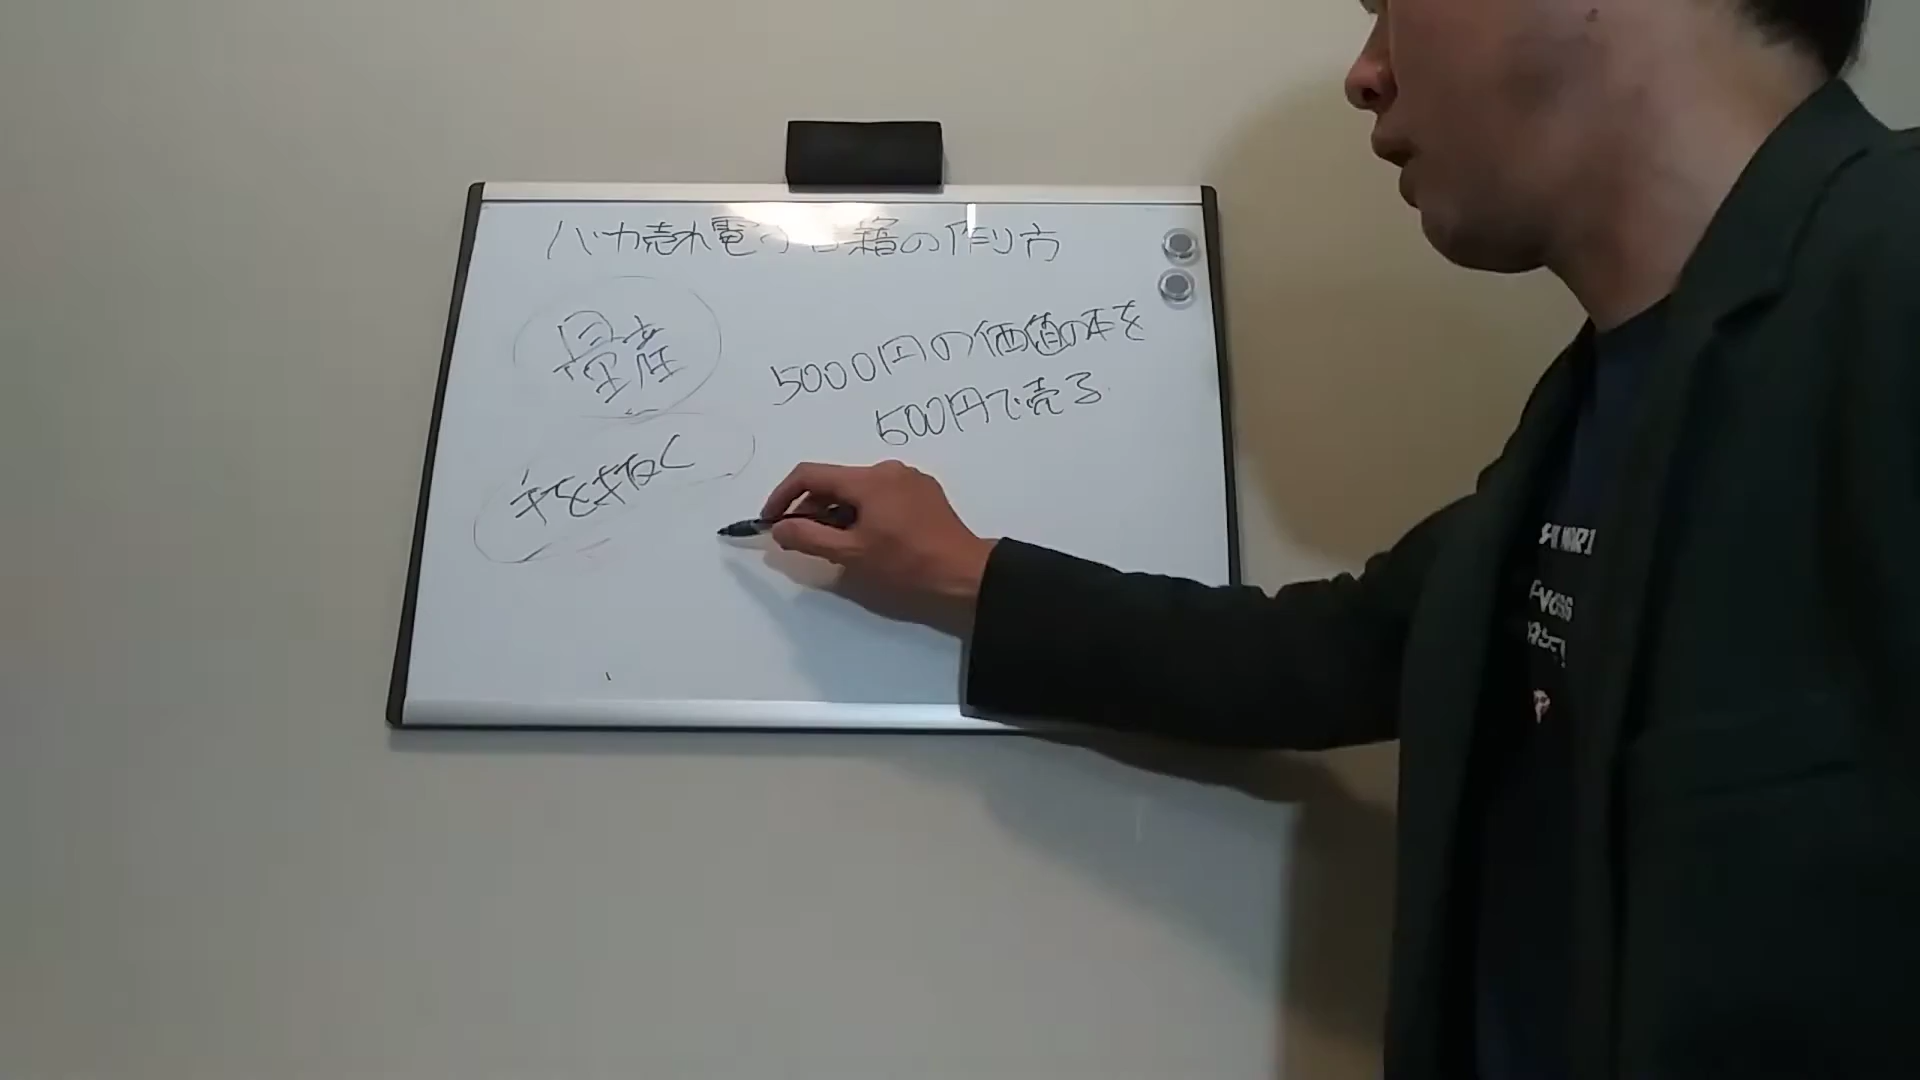 バカ売れ電子書籍の作り方
量産
5000円の価値の本を
500円で売る
手を抜く